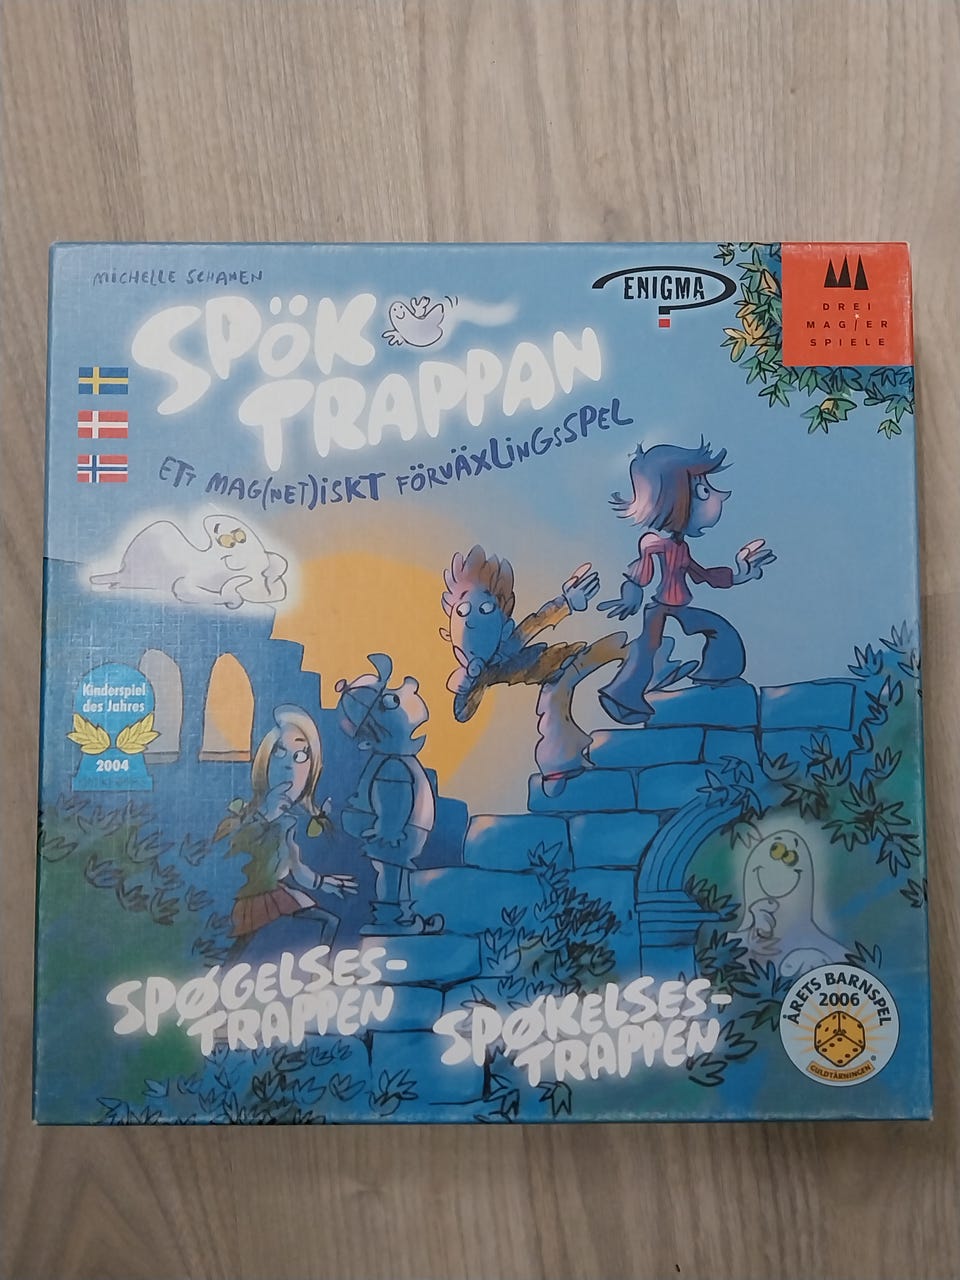 MICHELLE SCHANEN
SPÖK
TRAPPAN
ETT MAG(NET)ISKT FÖRVÄXLINGSSPEL
ENIGMA
DREI
MAGIER
SPIELE
Kinderspiel
des Jahres
2004
SPØGELSES-
TRAPPEN
SPØKELSES-
TRAPPEN
ÅRETS BARNSPEL
2006
GULDTÄRNINGEN